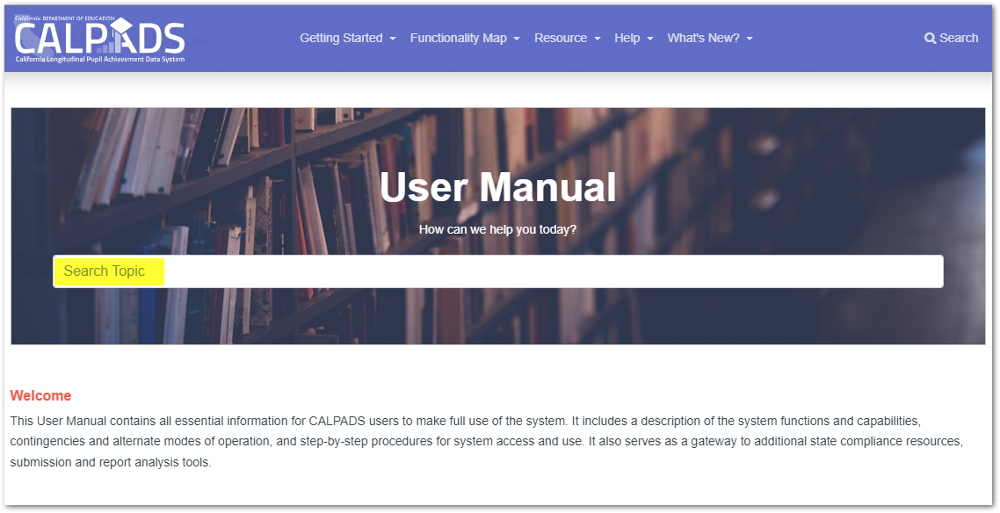 California DEPARTMENT OF EDUCATION
CALPADS
California Longitudinal Pupil Achievement Data System
Getting Started
Functionality Map
Resource
Help
What's New?
Search
User Manual
How can we help you today?
Search Topic
Welcome
This User Manual contains all essential information for CALPADS users to make full use of the system. It includes a description of the system functions and capabilities,
contingencies and alternate modes of operation, and step-by-step procedures for system access and use. It also serves as a gateway to additional state compliance resources,
submission and report analysis tools.